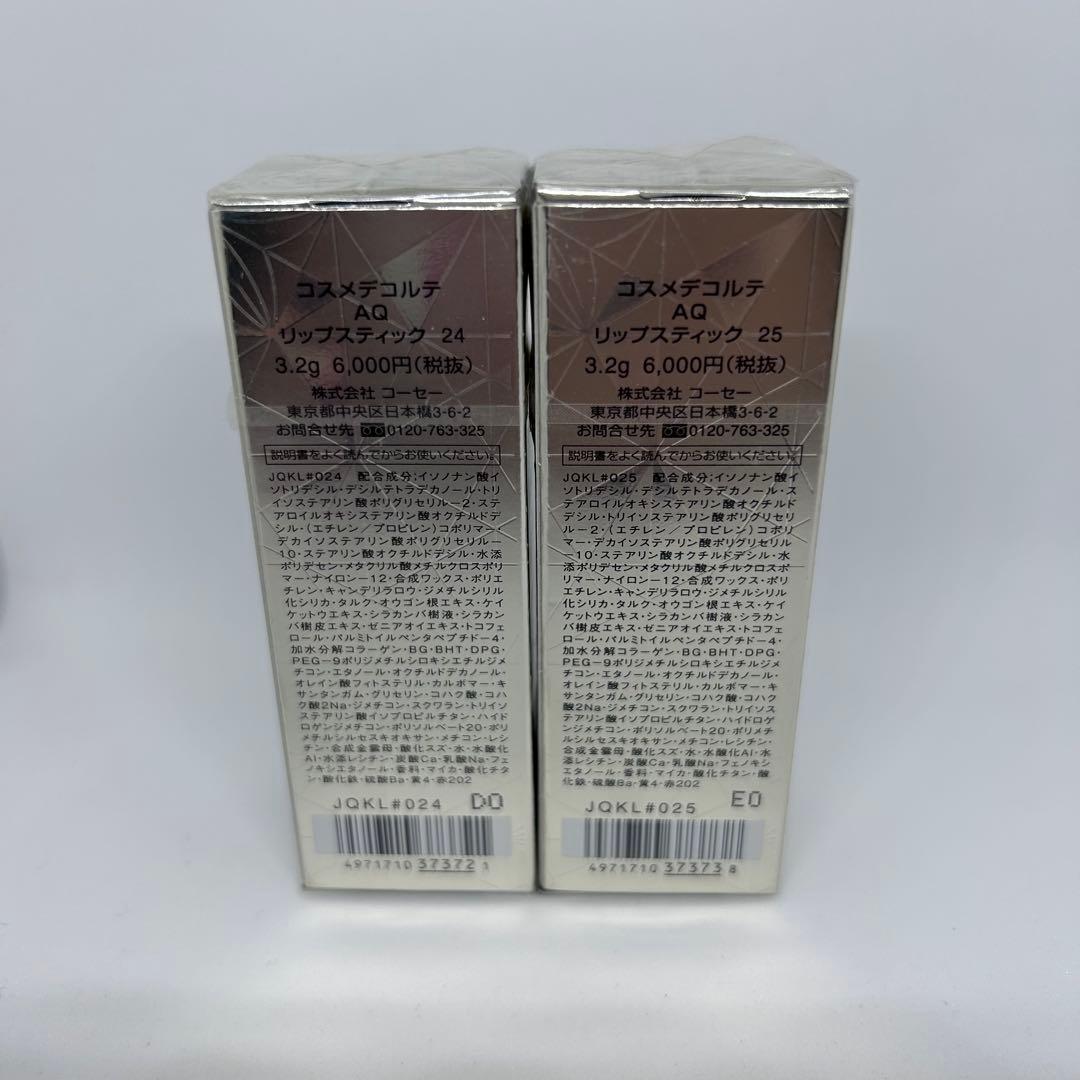 コスメデコルテ
AQ
リップスティック 24
3.2g 6,000円(税抜)
株式会社 コーセー
東京都中央区日本橋3-6-2
お問合せ先 0120-763-325
説明書をよく読んでからお使いください。
JQKL#024 配合成分:イソノナン酸イ
ソトリデシル・デシルテトラデカノール・トリ
イソステアリン酸ポリグリセリル-2・ステ
アロイルオキシステアリン酸オクチルドデ
シル・(エチレン/プロピレン)コポリマー・
デカイソステアリン酸ポリグリセリル-
10・ステアリン酸オクチルドデシル・水添
ポリデセン・メタクリル酸メチルクロスポリ
マー・ナイロン-12・合成ワックス・ポリエ
チレン・キャンデリラロウ・ジメチルシリル
化シリカ・タルク・オウゴン根エキス・ケイ
ケットウエキス・シラカンバ樹液・シラカン
バ樹皮エキス・ゼニアオイエキス・トコフェ
ロール・パルミトイルペンタペプチド-4・
加水分解コラーゲン・BG・BHT・DPG・
PEG-9ポリジメチルシロキシエチルジメ
チコン・エタノール・オクチルドデカノール・
オレイン酸フィトステリル・カルボマー・キ
サンタンガム・グリセリン・コハク酸・コハ
ク酸2Na・ジメチコン・スクワラン・トリイソ
ステアリン酸イソプロピルチタン・ハイドロ
ゲンジメチコン・ポリソルベート20・ポリ
メチルシルセスキオキサン・メチコン・レシ
チン・合成金雲母・酸化スズ・水・水酸化
Al・水添レシチン・炭酸Ca・乳酸Na・フェ
ノキシエタノール・香料・マイカ・酸化チタ
ン・酸化鉄・硫酸Ba・黄4・赤202
JQKL#024 DO
4971710 37372 1
コスメデコルテ
AQ
リップスティック 25
3.2g 6,000円(税抜)
株式会社 コーセー
東京都中央区日本橋3-6-2
お問合せ先 0120-763-325
説明書をよく読んでからお使いください。
JQKL#025 配合成分:イソノナン酸イ
ソトリデシル・デシルテトラデカノール・ス
テアロイルオキシステアリン酸オクチルド
デシル・トリイソステアリン酸ポリグリセリ
ル-2・(エチレン/プロピレン)コポリ
マー・デカイソステアリン酸ポリグリセリル
-10・ステアリン酸オクチルドデシル・水
添ポリデセン・メタクリル酸メチルクロスポ
リマー・ナイロン-12・合成ワックス・ポリ
エチレン・キャンデリラロウ・ジメチルシリ
ル化シリカ・タルク・オウゴン根エキス・ケ
イケットウエキス・シラカンバ樹液・シラカ
ンバ樹皮エキス・ゼニアオイエキス・トコフェ
ロール・パルミトイルペンタペプチド-4・
加水分解コラーゲン・BG・BHT・DPG・
PEG-9ポリジメチルシロキシエチルジメ
チコン・エタノール・オクチルドデカノール・
オレイン酸フィトステリル・カルボマー・キ
サンタンガム・グリセリン・コハク酸・コハク
酸2Na・ジメチコン・スクワラン・トリイソス
テアリン酸イソプロピルチタン・ハイドロゲ
ンジメチコン・ポリソルベート20・ポリメチ
ルシルセスキオキサン・メチコン・レシチン・
合成金雲母・酸化スズ・水・水酸化Al・水
添レシチン・炭酸Ca・乳酸Na・フェノキシ
エタノール・香料・マイカ・酸化チタン・酸
化鉄・硫酸Ba・黄4・赤202
JQKL#025 EO
4971710 37373 8